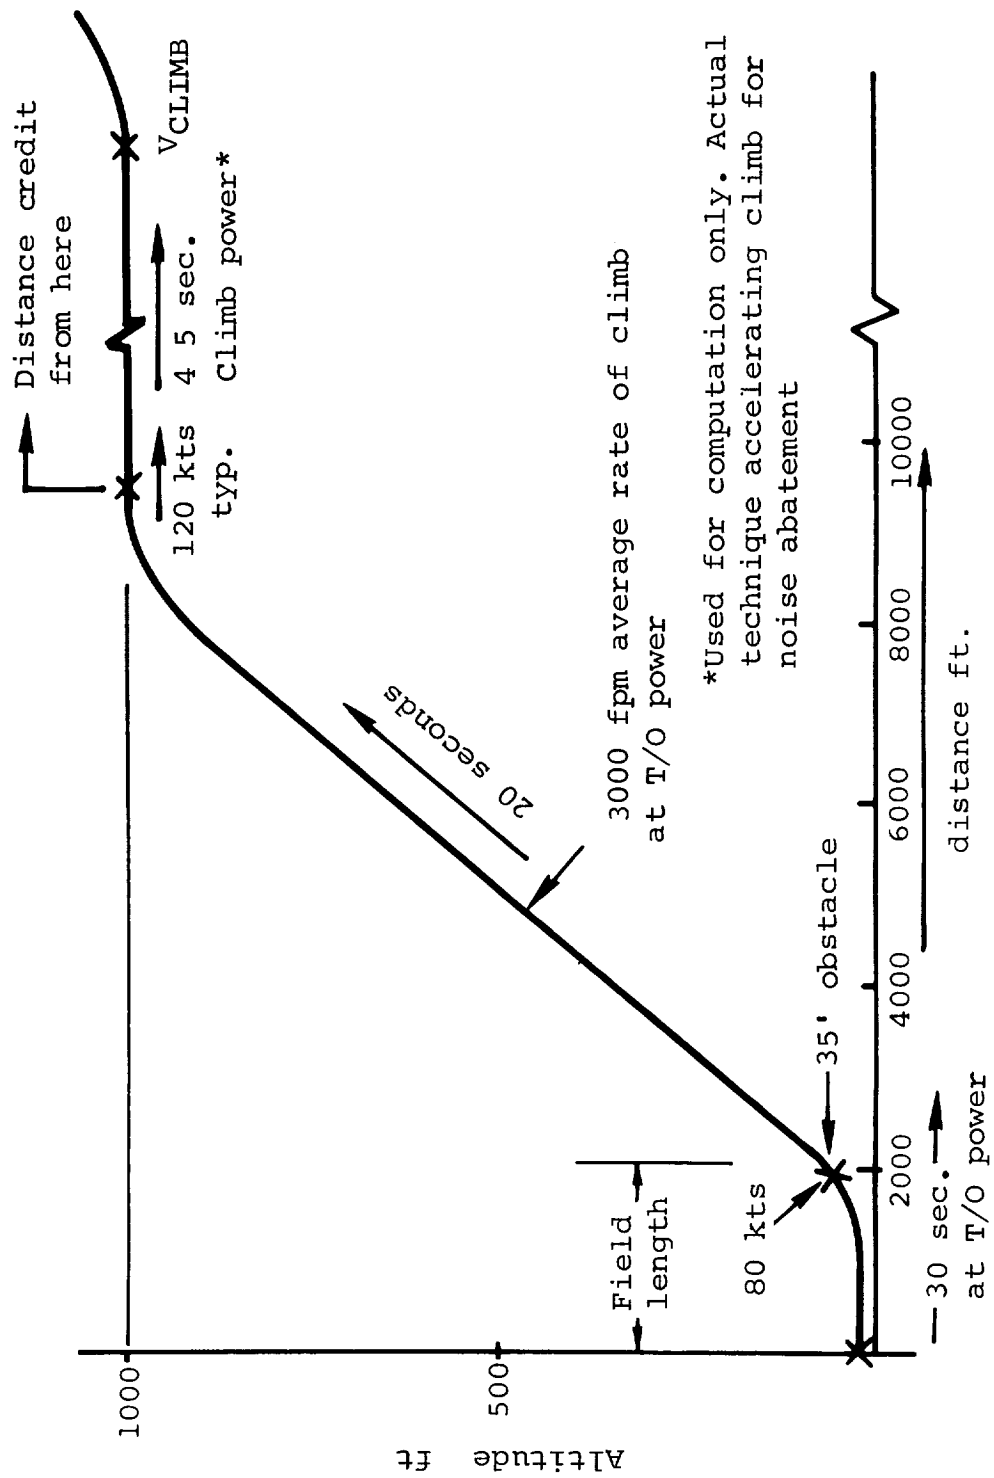 Distance credit
from here
120 kts
typ.
4 5 sec.
Climb power*
VCLIMB
1000
500
Altitude ft
20 seconds
3000 fpm average rate of climb
at T/O power
*Used for computation only. Actual
technique accelerating climb for
noise abatement
Field
length
80 kts
35' obstacle
2000
4000
6000
8000
10000
30 sec.
at T/O power
distance ft.